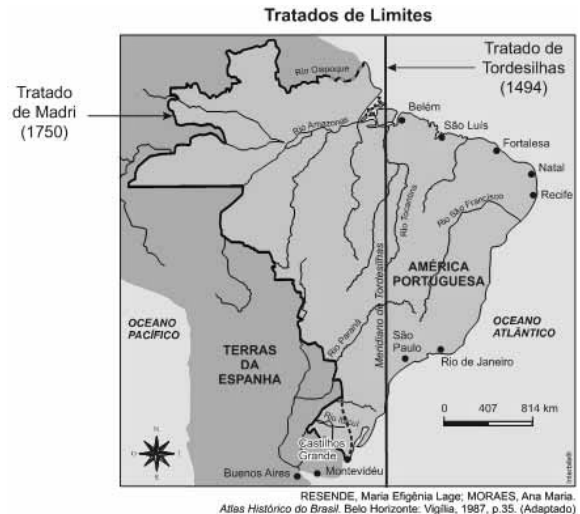 Tratados de Limites
Tratado de
Tordesilhas
(1494)
Tratado
de Madri
(1750)
Rio Oiapoque
Rio Amazonas
Belém
São Luís
Fortalesa
Natal
Recife
Rio São Francisco
Rio Tocantins
AMÉRICA
PORTUGUESA
Meridiano de Tordesilhas
OCEANO
PACÍFICO
OCEANO
ATLÂNTICO
TERRAS
DA
ESPANHA
Rio Paraná
São
Paulo
Rio de Janeiro
0 407 814 km
Castilhos
Grande
N
Buenos Aires
Montevidéu
RESENDE, Maria Efigênia Lage; MORAES, Ana Maria.
Atlas Histórico do Brasil. Belo Horizonte: Vigília, 1987, p.35. (Adaptado)